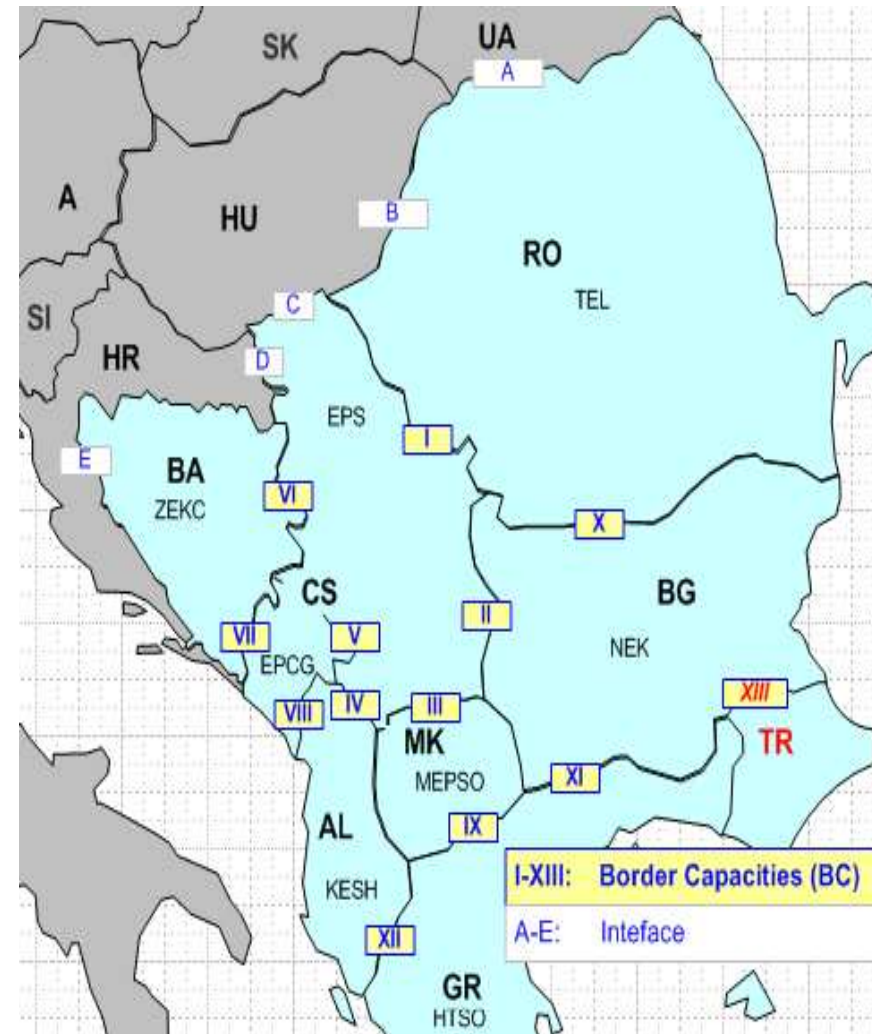 SK
UA
A
A
HU
B
RO
TEL
SI
C
HR
D
EPS
I
E
BA
ZEKC
VI
X
CS
BG
II
VII
V
NEK
EPCG
VIII
IV
III
XIII
MK
TR
MEPSO
XI
AL
IX
KESH
I-XIII: Border Capacities (BC)
A-E: Inteface
XII
GR
HTSO